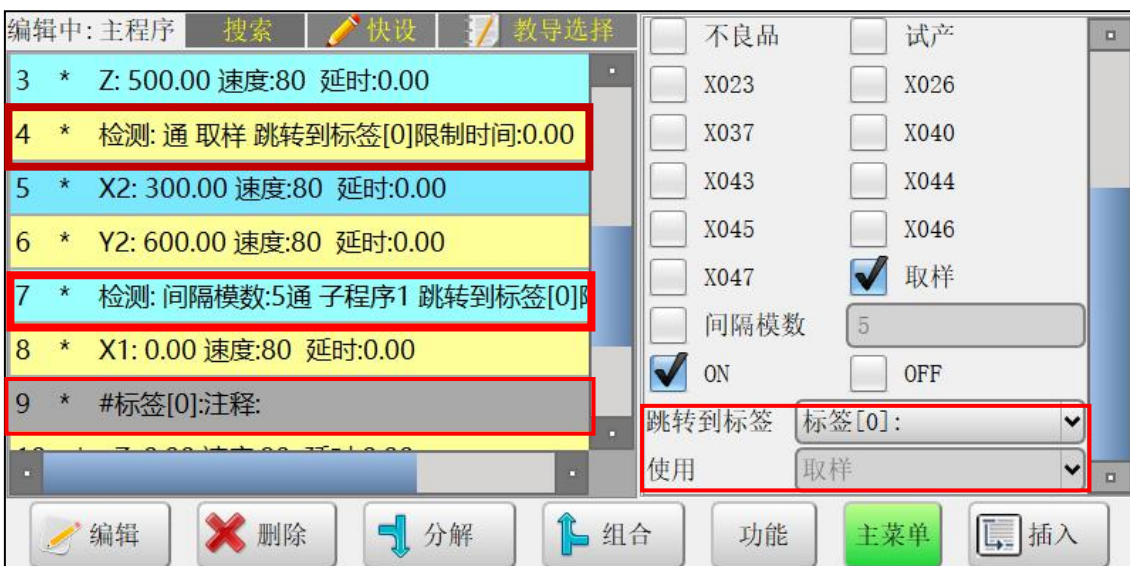 编辑中:主程序 搜索 快设 教导选择
3 * Z: 500.00 速度:80 延时:0.00
4 * 检测: 通 取样 跳转到标签[0]限制时间:0.00
5 * X2: 300.00 速度:80 延时:0.00
6 * Y2: 600.00 速度:80 延时:0.00
7 * 检测: 间隔模数:5通 子程序1 跳转到标签[0]
8 * X1: 0.00 速度:80 延时:0.00
9 * #标签[0]:注释:
不良品 试产
X023 X026
X037 X040
X043 X044
X045 X046
X047 取样
间隔模数 5
ON OFF
跳转到标签 标签[0]:
使用 取样
编辑 删除 分解 组合 功能 主菜单 插入